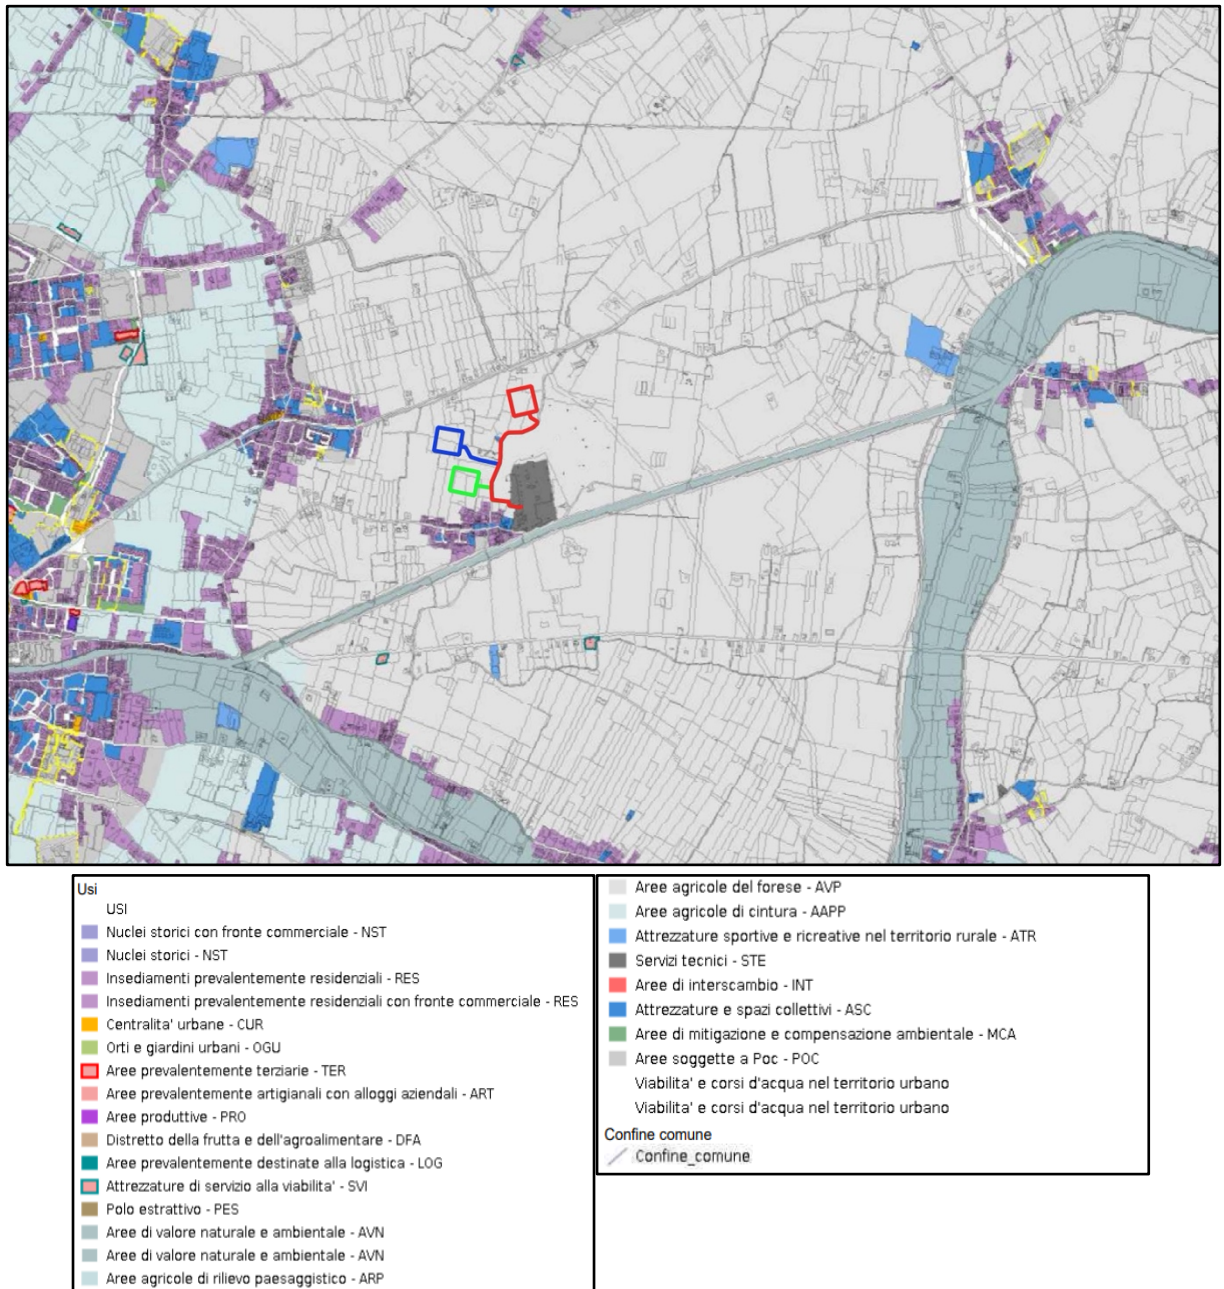 Usi
USI
Nuclei storici con fronte commerciale - NST
Nuclei storici - NST
Insediamenti prevalentemente residenziali - RES
Insediamenti prevalentemente residenziali con fronte commerciale - RES
Centralita' urbane - CUR
Orti e giardini urbani - OGU
Aree prevalentemente terziarie - TER
Aree prevalentemente artigianali con alloggi aziendali - ART
Aree produttive - PRO
Distretto della frutta e dell'agroalimentare - DFA
Aree prevalentemente destinate alla logistica - LOG
Attrezzature di servizio alla viabilita' - SVI
Polo estrattivo - PES
Aree di valore naturale e ambientale - AVN
Aree di valore naturale e ambientale - AVN
Aree agricole di rilievo paesaggistico - ARP
Aree agricole del forese - AVP
Aree agricole di cintura - AAPP
Attrezzature sportive e ricreative nel territorio rurale - ATR
Servizi tecnici - STE
Aree di interscambio - INT
Attrezzature e spazi collettivi - ASC
Aree di mitigazione e compensazione ambientale - MCA
Aree soggette a Poc - POC
Viabilita' e corsi d'acqua nel territorio urbano
Viabilita' e corsi d'acqua nel territorio urbano
Confine comune
Confine_comune